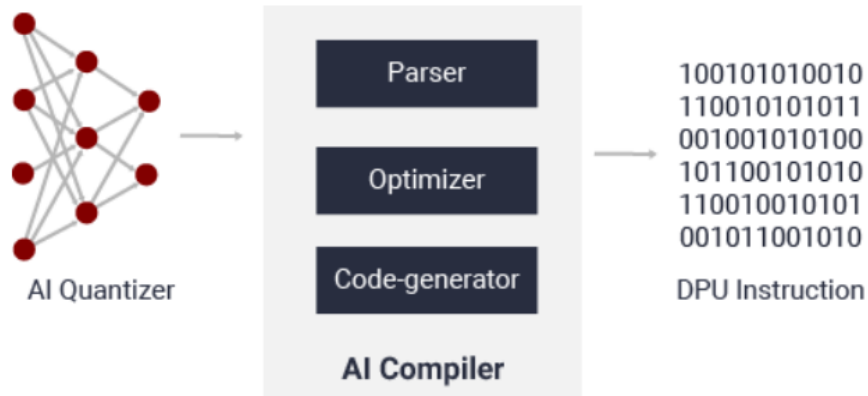 AI Quantizer
Parser
Optimizer
Code-generator
AI Compiler
100101010010
110010101011
001001010100
101100101010
110010010101
001011001010
DPU Instruction